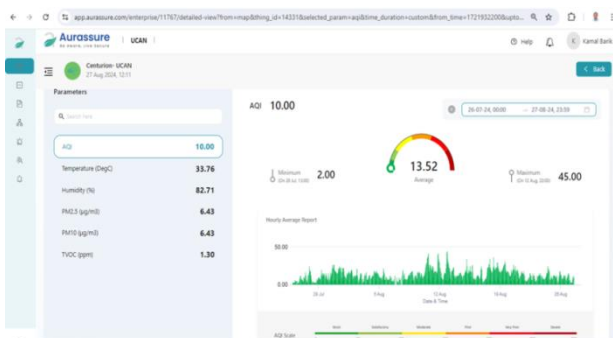 app.aurassure.com/enterprise/11767/detailed-view?from=map&thing_id=14331&selected_param=aqi&time_duration=custom&from_time=1721932200&upto...
Aurassure
UCAN
Help
Kamal Barik
Centurion- UCAN
27 Aug 2024, 12:11
< Back
Parameters
Search here
AQI 10.00
Temperature (DegC) 33.76
Humidity (%) 82.71
PM2.5 (µg/m3) 6.43
PM10 (µg/m3) 6.43
TVOC (ppm) 1.30
AQI 10.00
26-07-24, 00:00 ~ 27-08-24, 23:59
Minimum
2.00
13.52
Average
Maximum
45.00
Hourly Average Report
50.00
0.00
5 Aug
12 Aug
19 Aug
Date & Time
AQI Scale